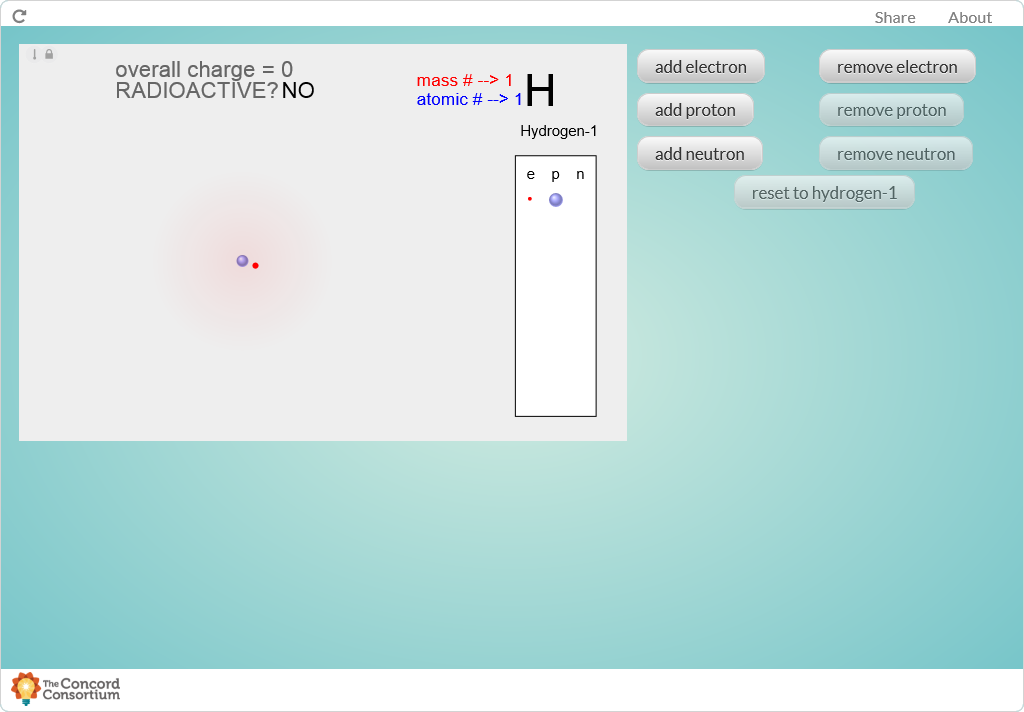 Share About
overall charge = 0
RADIOACTIVE? NO
mass # --> 1
atomic # --> 1
H
Hydrogen-1
e p n
add electron
remove electron
add proton
remove proton
add neutron
remove neutron
reset to hydrogen-1
The Concord
Consortium